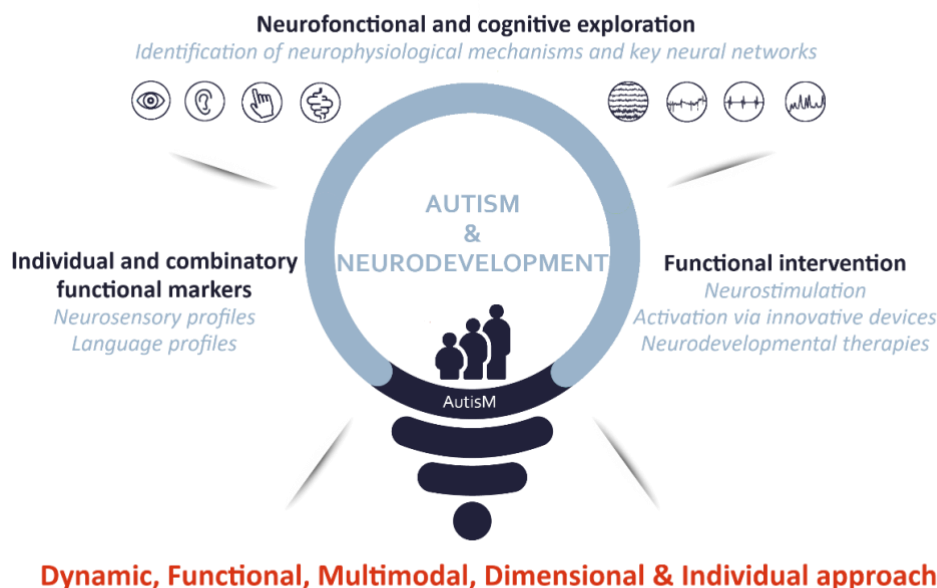 Neurofonctional and cognitive exploration
Identification of neurophysiological mechanisms and key neural networks
AUTISM
&
NEURODEVELOPMENT
Individual and combinatory
functional markers
Neurosensory profiles
Language profiles
Functional intervention
Neurostimulation
Activation via innovative devices
Neurodevelopmental therapies
AutisM
Dynamic, Functional, Multimodal, Dimensional & Individual approach